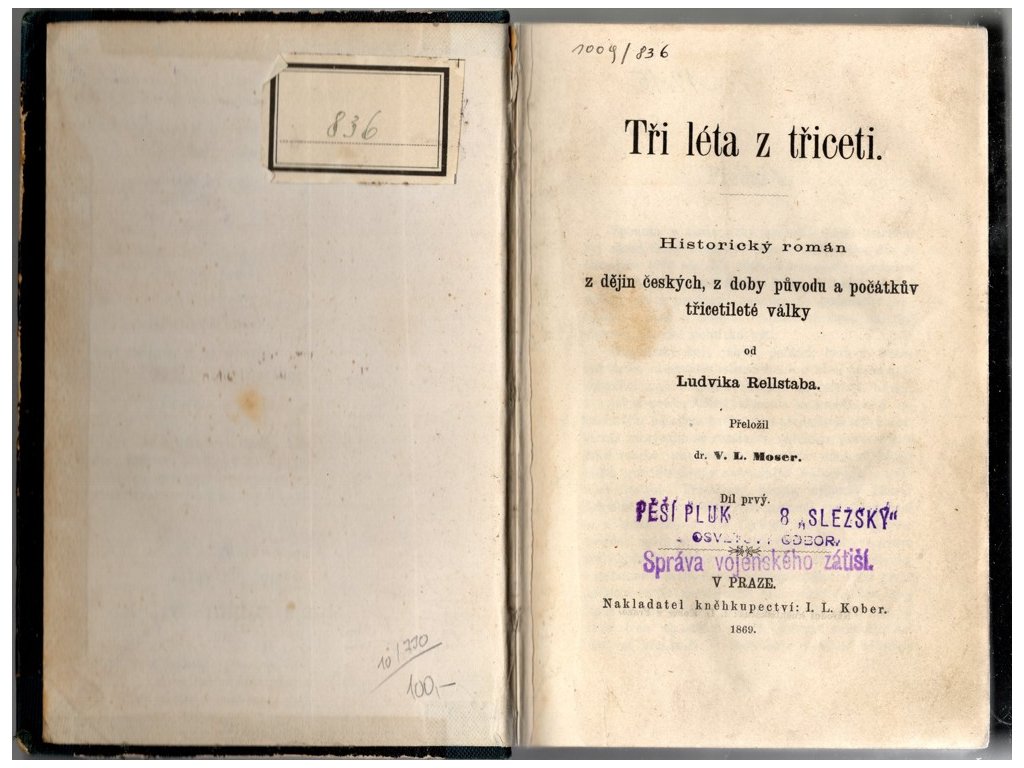 836
10/730
100,-
1009/836
Tři léta z třiceti.
Historický román
z dějin českých, z doby původu a počátkův
třicetileté války
od
Ludvika Rellstaba.
Přeložil
dr. V. L. Moser.
Díl prvý.
PĚŠÍ PLUK 8 „SLEZSKÝ“
Správa vojenského zátiší.
V PRAZE.
Nakladatel kněhkupectví: I. L. Kober.
1869.